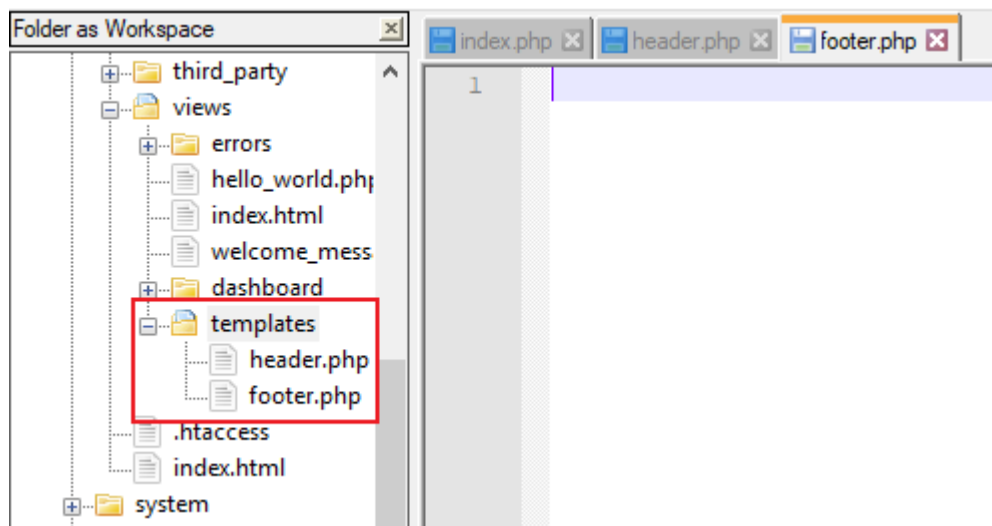 Folder as Workspace
third_party
views
errors
hello_world.php
index.html
welcome_mess
dashboard
templates
header.php
footer.php
.htaccess
index.html
system
index.php header.php footer.php
1